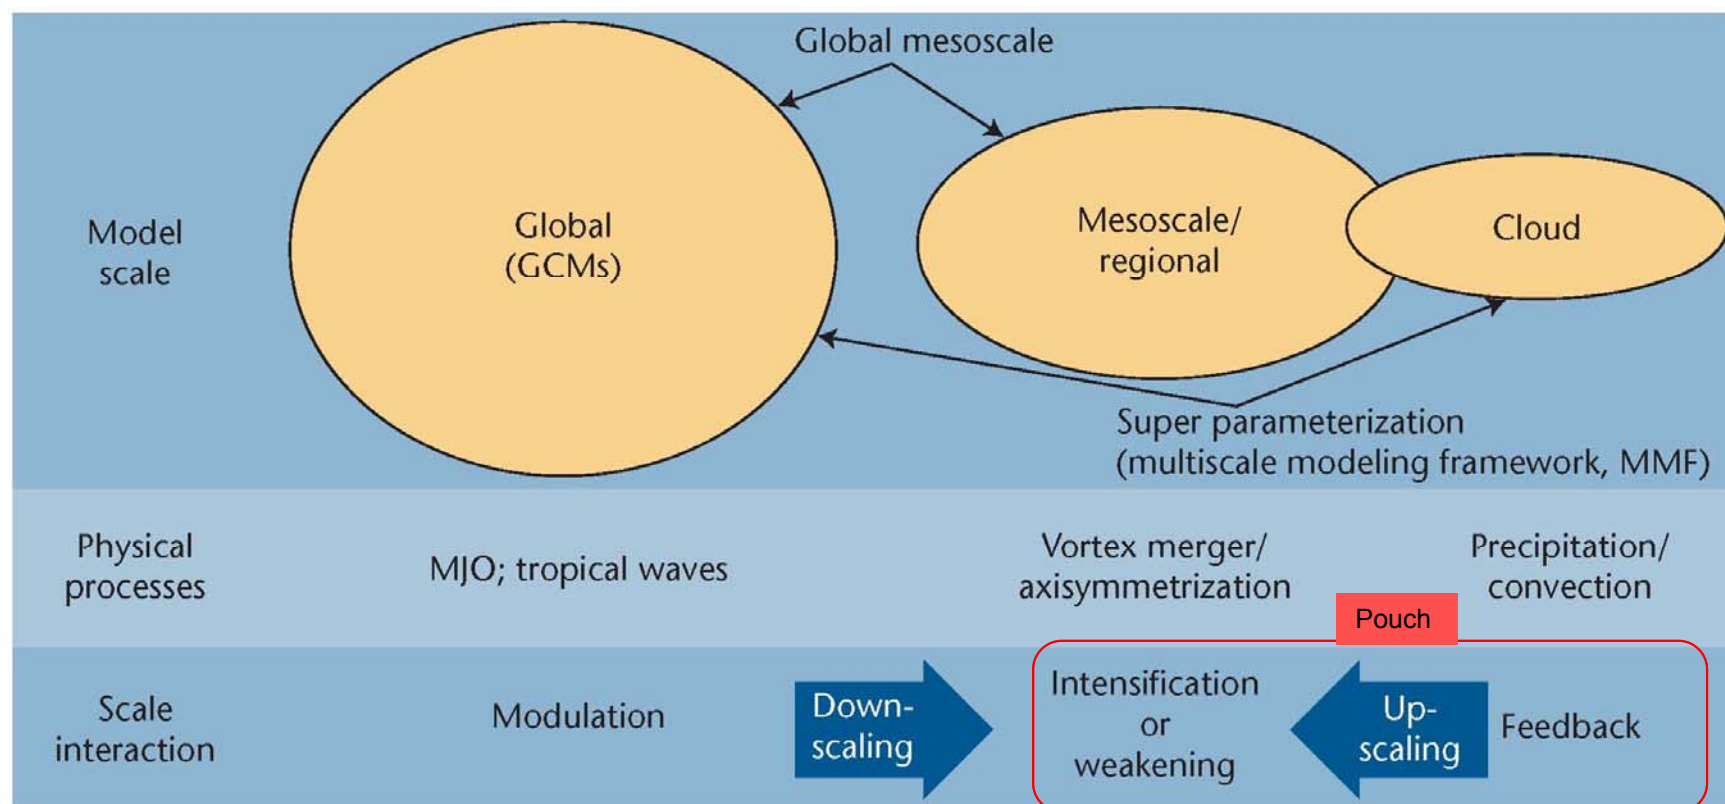 Global mesoscale
Model
scale
Global
(GCMs)
Mesoscale/
regional
Cloud
Super parameterization
(multiscale modeling framework, MMF)
Physical
processes
MJO; tropical waves
Vortex merger/
axisymmetrization
Precipitation/
convection
Pouch
Scale
interaction
Modulation
Down-
scaling
Intensification
or
weakening
Up-
scaling
Feedback